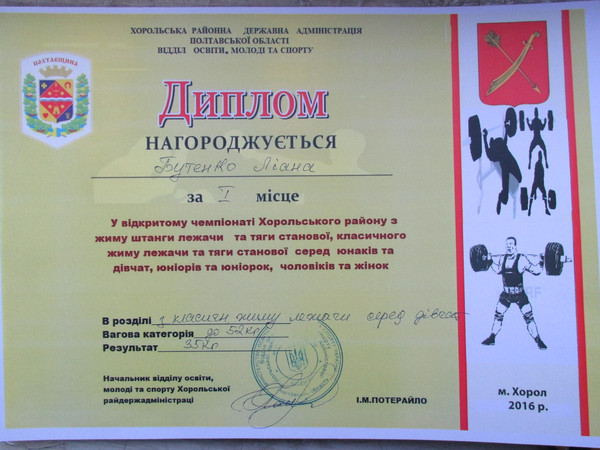 ХОРОЛЬСЬКА РАЙОННА ДЕРЖАВНА АДМІНІСТРАЦІЯ
ПОЛТАВСЬКОЇ ОБЛАСТІ
ВІДДІЛ ОСВІТИ, МОЛОДІ ТА СПОРТУ
ПОЛТАВЩИНА
Диплом
НАГОРОДЖУЄТЬСЯ
Бутенко Ліана
за I місце
У відкритому чемпіонаті Хорольського району з
жиму штанги лежачи та тяги станової, класичного
жиму лежачи та тяги станової серед юнаків та
дівчат, юніорів та юніорок, чоловіків та жінок
В розділі з класичн жиму лежачи серед дівчат
Вагова категорія до 52кг
Результат 35кг
Начальник відділу освіти,
молоді та спорту Хорольської
райдержадміністраці
І.М.ПОТЕРАЙЛО
м. Хорол
2016 р.